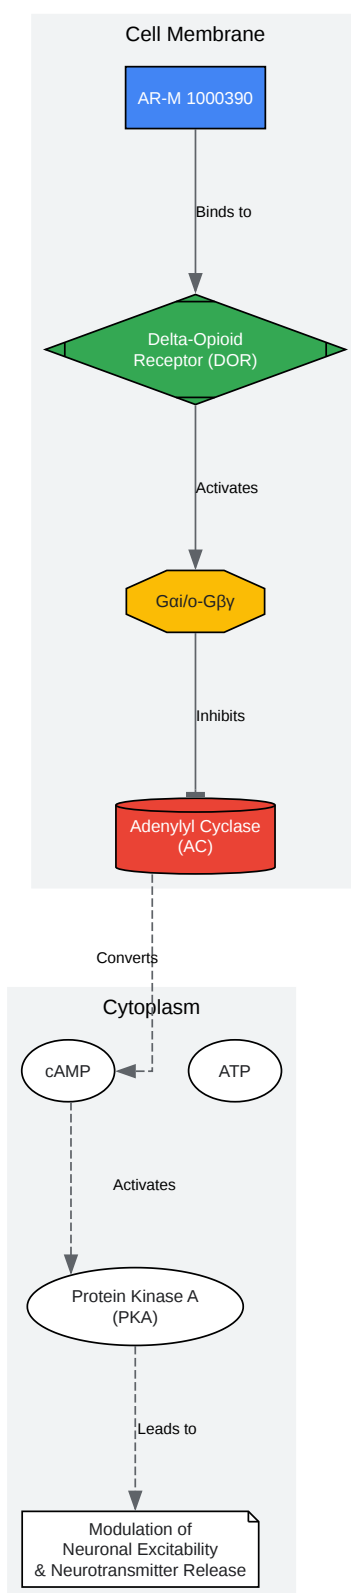 Cell Membrane
AR-M 1000390
Binds to
Delta-Opioid
Receptor (DOR)
Activates
Gαi/o-Gβγ
Inhibits
Adenylyl Cyclase
(AC)
Converts
Cytoplasm
cAMP
ATP
Activates
Protein Kinase A
(PKA)
Leads to
Modulation of
Neuronal Excitability
& Neurotransmitter Release